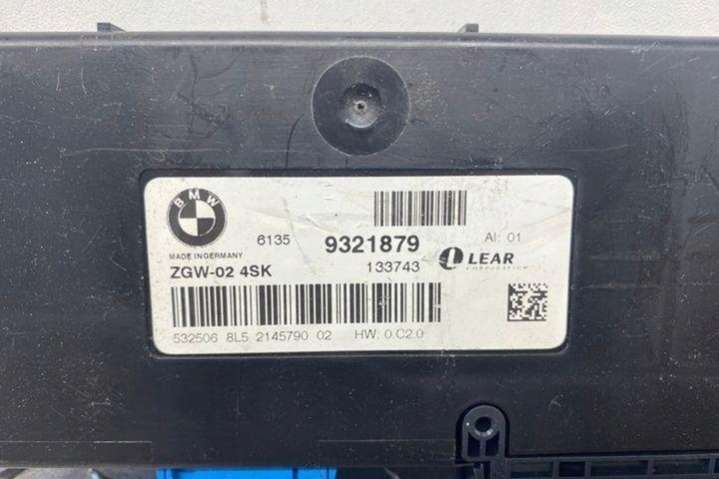 BMW
6135 9321879 AI: 01
MADE IN GERMANY
ZGW-02 4SK 133743 LEAR
CORPORATION
532506 8L5 2145790 02 HW: 0.C2.0